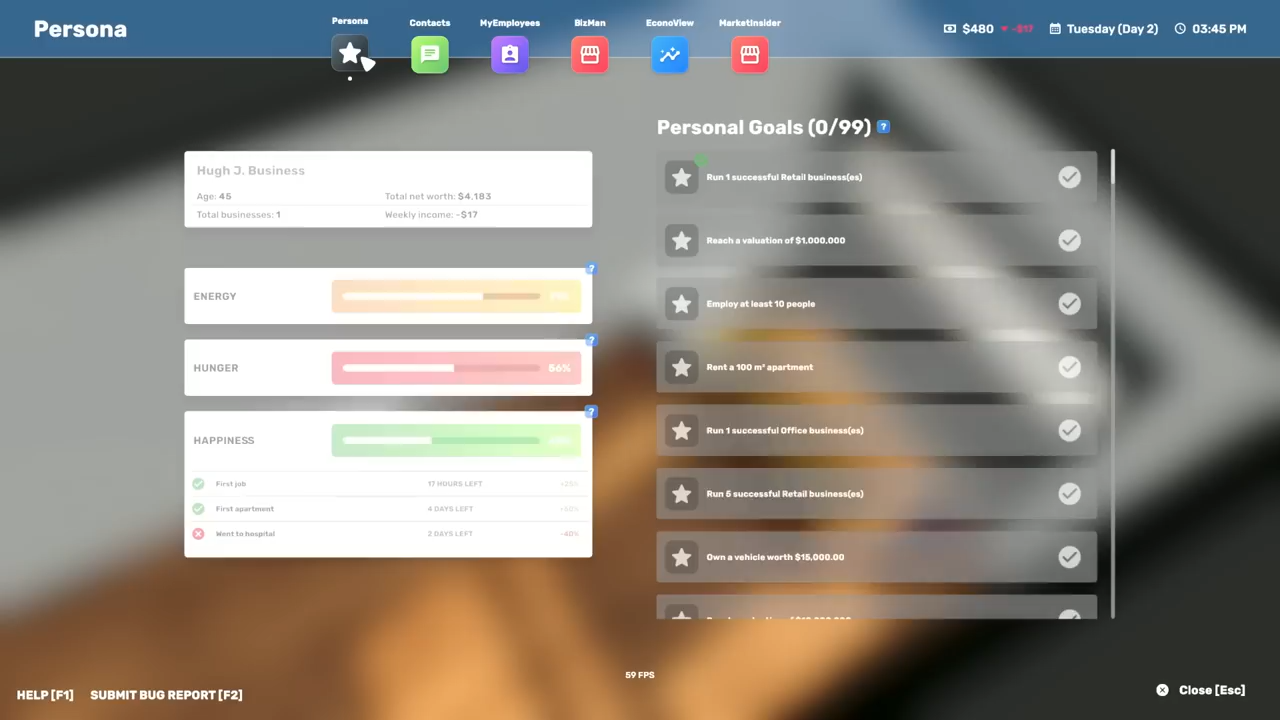 Persona
Persona
Contacts
MyEmployees
BizMan
EconoView
MarketInsider
$480
-$17
Tuesday (Day 2)
03:45 PM
Hugh J. Business
Age: 45
Total net worth: $4.183
Total businesses: 1
Weekly income: -$17
ENERGY
?
HUNGER
56%
?
HAPPINESS
?
First job
17 HOURS LEFT
First apartment
4 DAYS LEFT
Went to hospital
2 DAYS LEFT
-40%
Personal Goals (0/99) ?
Run 1 successful Retail business(es)
Reach a valuation of $1.000.000
Employ at least 10 people
Rent a 100 m² apartment
Run 1 successful Office business(es)
Run 5 successful Retail business(es)
Own a vehicle worth $15,000.00
59 FPS
HELP [F1]
SUBMIT BUG REPORT [F2]
Close [Esc]